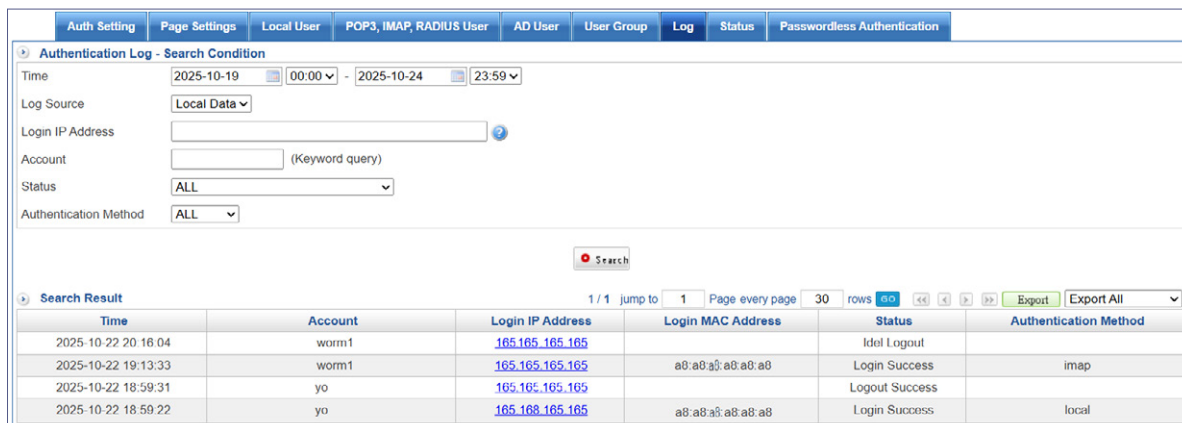 Auth Setting Page Settings Local User POP3, IMAP, RADIUS User AD User User Group Log Status Passwordless Authentication
Authentication Log - Search Condition
Time 2025-10-19 00:00 - 2025-10-24 23:59
Log Source Local Data
Login IP Address
Account (Keyword query)
Status ALL
Authentication Method ALL
Search
Search Result 1 / 1 jump to 1 Page every page 30 rows GO Export Export All
Time Account Login IP Address Login MAC Address Status Authentication Method
2025-10-22 20:16:04 worm1 165.165.165.165 Idel Logout
2025-10-22 19:13:33 worm1 165.165.165.165 a8:a8:a8:a8:a8:a8 Login Success imap
2025-10-22 18:59:31 yo 165.165.165.165 Logout Success
2025-10-22 18:59:22 yo 165.168.165.165 a8:a8:a8:a8:a8:a8 Login Success local